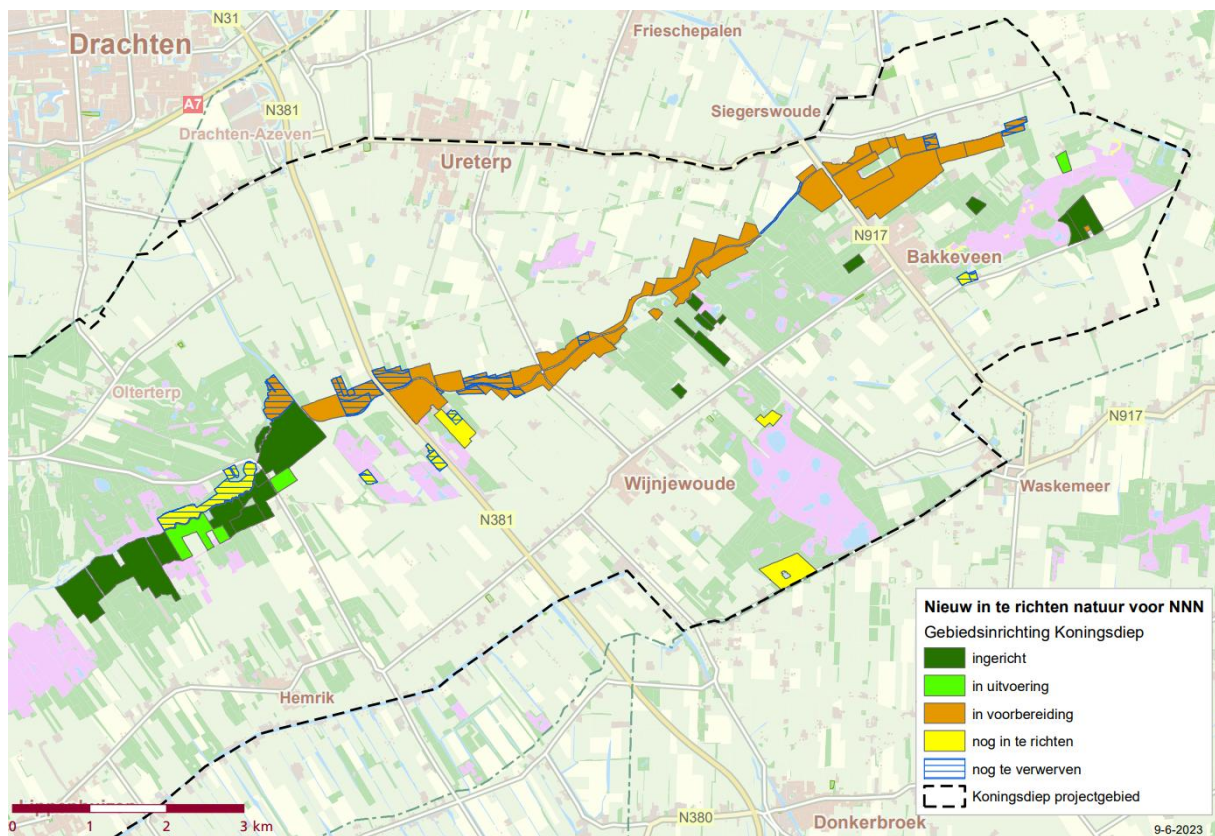 N31
Drachten
Frieschepalen
A7
N381
Siegerswoude
Drachten-Azeven
Ureterp
N917
Bakkeveen
Olterterp
N917
Wijnjewoude
Waskemeer
N381
Hemrik
Nieuw in te richten natuur voor NNN
Gebiedsinrichting Koningsdiep
ingericht
in uitvoering
in voorbereiding
nog in te richten
nog te verwerven
Koningsdiep projectgebied
0 1 2 3 km
N380
Donkerbroek
9-6-2023